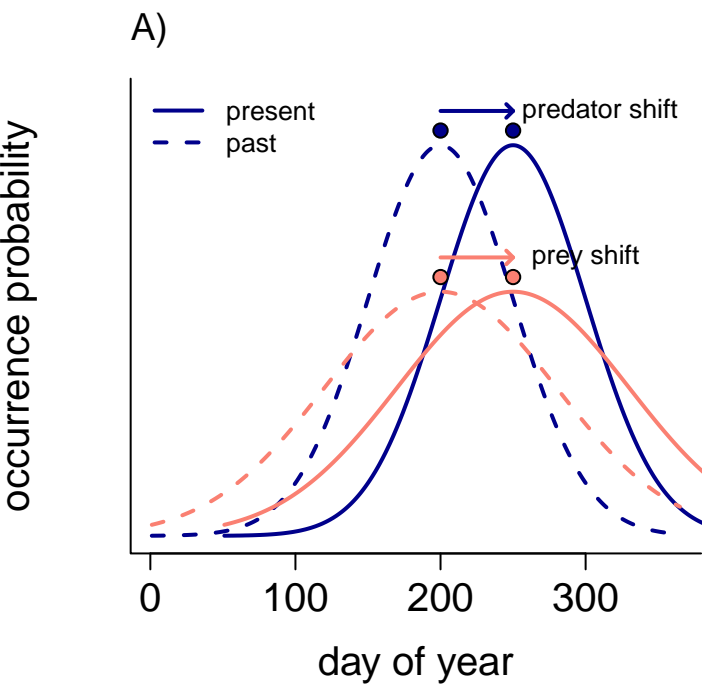 A)
present
past
predator shift
prey shift
occurrence probability
0 100 200 300
day of year